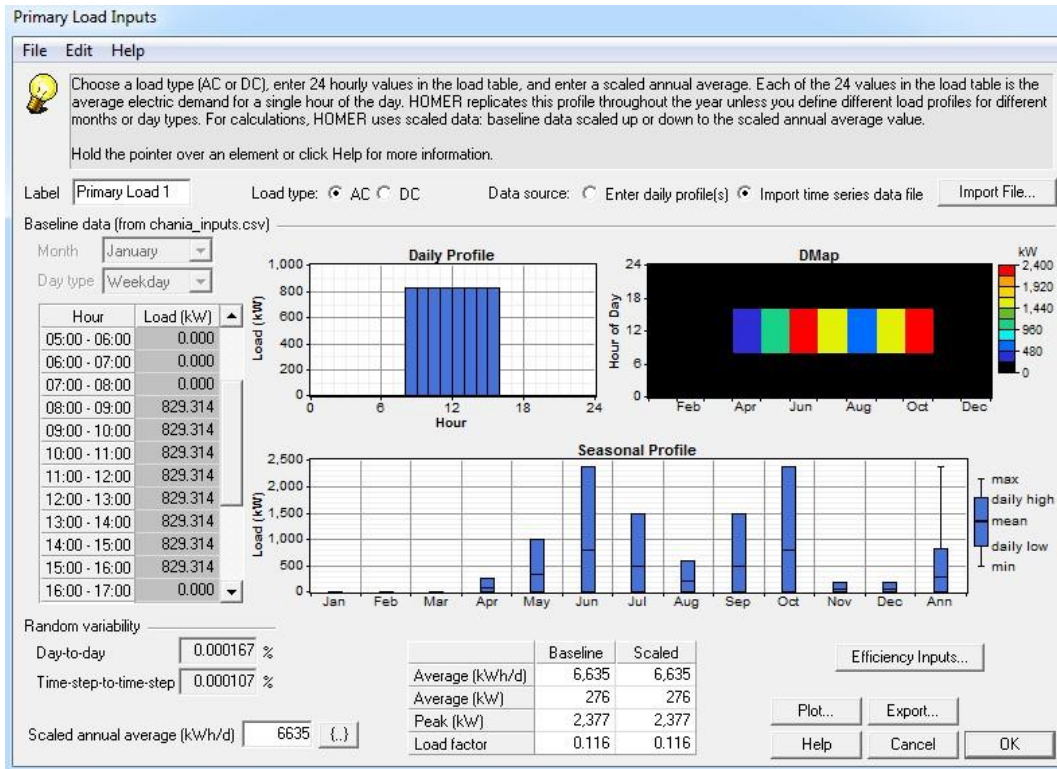 Primary Load Inputs
File Edit Help
Choose a load type (AC or DC), enter 24 hourly values in the load table, and enter a scaled annual average. Each of the 24 values in the load table is the
average electric demand for a single hour of the day. HOMER replicates this profile throughout the year unless you define different load profiles for different
months or day types. For calculations, HOMER uses scaled data: baseline data scaled up or down to the scaled annual average value.
Hold the pointer over an element or click Help for more information.
Label Primary Load 1 Load type: AC DC Data source: Enter daily profile(s) Import time series data file Import File...
Baseline data (from chania_inputs.csv)
Month January
Day type Weekday
Hour Load (kW)
05:00 - 06:00 0.000
06:00 - 07:00 0.000
07:00 - 08:00 0.000
08:00 - 09:00 829.314
09:00 - 10:00 829.314
10:00 - 11:00 829.314
11:00 - 12:00 829.314
12:00 - 13:00 829.314
13:00 - 14:00 829.314
14:00 - 15:00 829.314
15:00 - 16:00 829.314
16:00 - 17:00 0.000
Daily Profile
Load (kW)
1,000
800
600
400
200
0
0 6 12 18 24
Hour
DMap
Hour of Day
24
18
12
6
0
Feb Apr Jun Aug Oct Dec
kW
2,400
1,920
1,440
960
480
0
Seasonal Profile
Load (kW)
2,500
2,000
1,500
1,000
500
0
Jan Feb Mar Apr May Jun Jul Aug Sep Oct Nov Dec Ann
max
daily high
mean
daily low
min
Random variability
Day-to-day 0.000167 %
Time-step-to-time-step 0.000107 %
Scaled annual average (kWh/d) 6635 {..}
Baseline Scaled
Average (kWh/d) 6,635 6,635
Average (kW) 276 276
Peak (kW) 2,377 2,377
Load factor 0.116 0.116
Efficiency Inputs...
Plot... Export...
Help Cancel OK